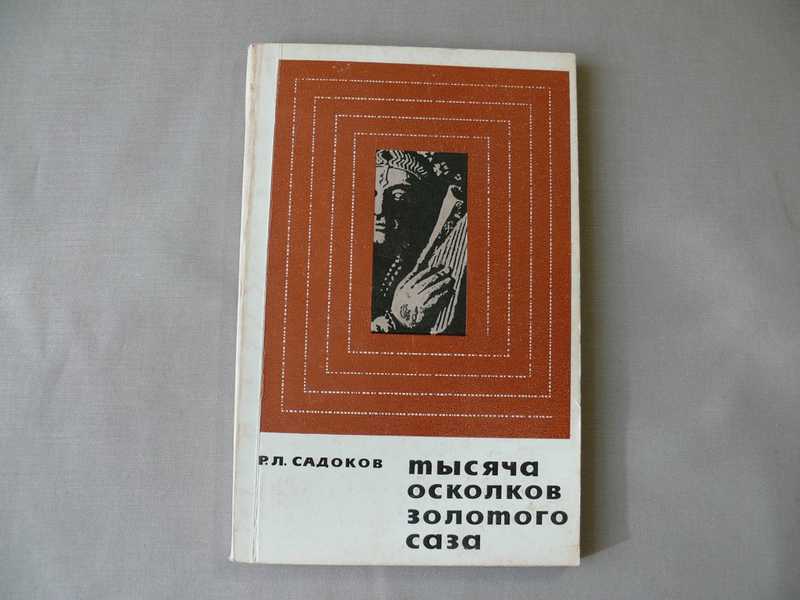 Р.Л. САДОКОВ
тысяча
осколков
золотого
саза